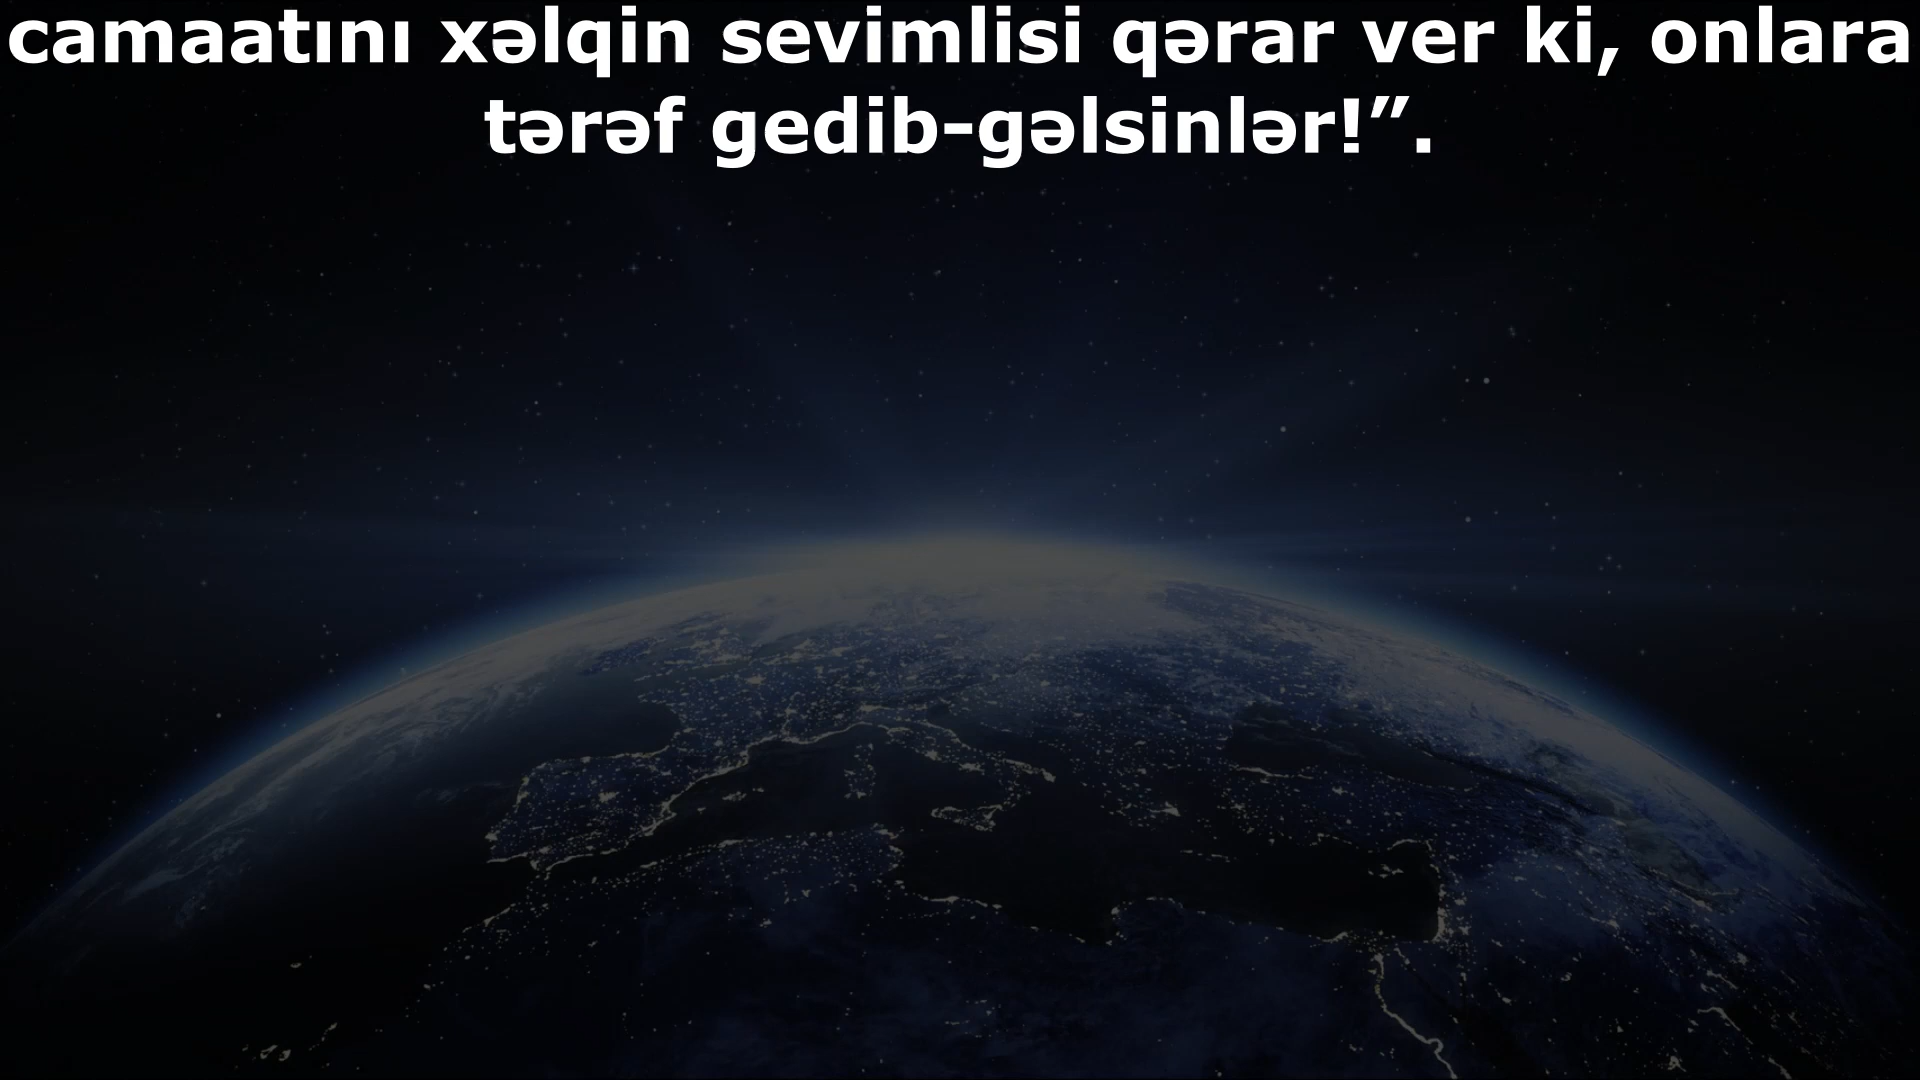 camaatını xəlqin sevimlisi qərar ver ki, onlara
tərəf gedib-gəlsinlər!”.